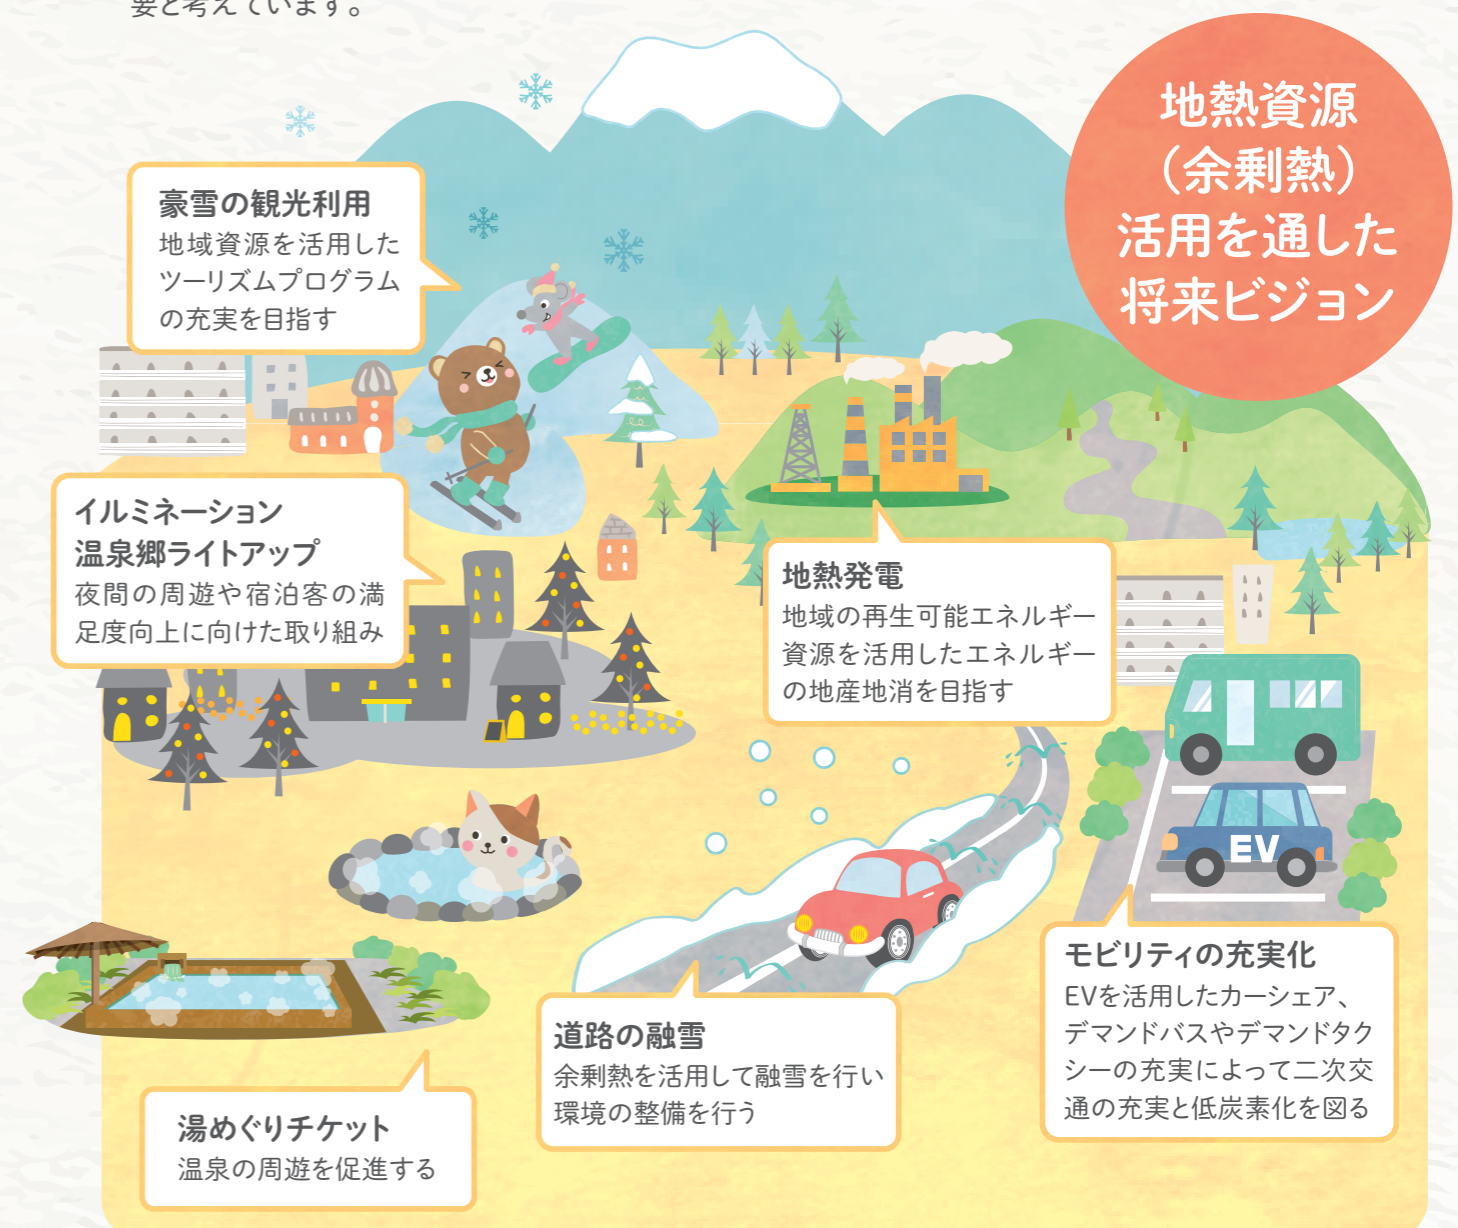 要と考えています。
地熱資源
（余剰熱）
活用を通した
将来ビジョン
豪雪の観光利用
地域資源を活用した
ツーリズムプログラム
の充実を目指す
イルミネーション
温泉郷ライトアップ
夜間の周遊や宿泊客の満
足度向上に向けた取り組み
地熱発電
地域の再生可能エネルギー
資源を活用したエネルギー
の地産地消を目指す
EV
モビリティの充実化
EVを活用したカーシェア、
デマンドバスやデマンドタク
シーの充実によって二次交
通の充実と低炭素化を図る
道路の融雪
余剰熱を活用して融雪を行い
環境の整備を行う
湯めぐりチケット
温泉の周遊を促進する